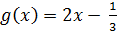 g(x) = 2x − 1/3